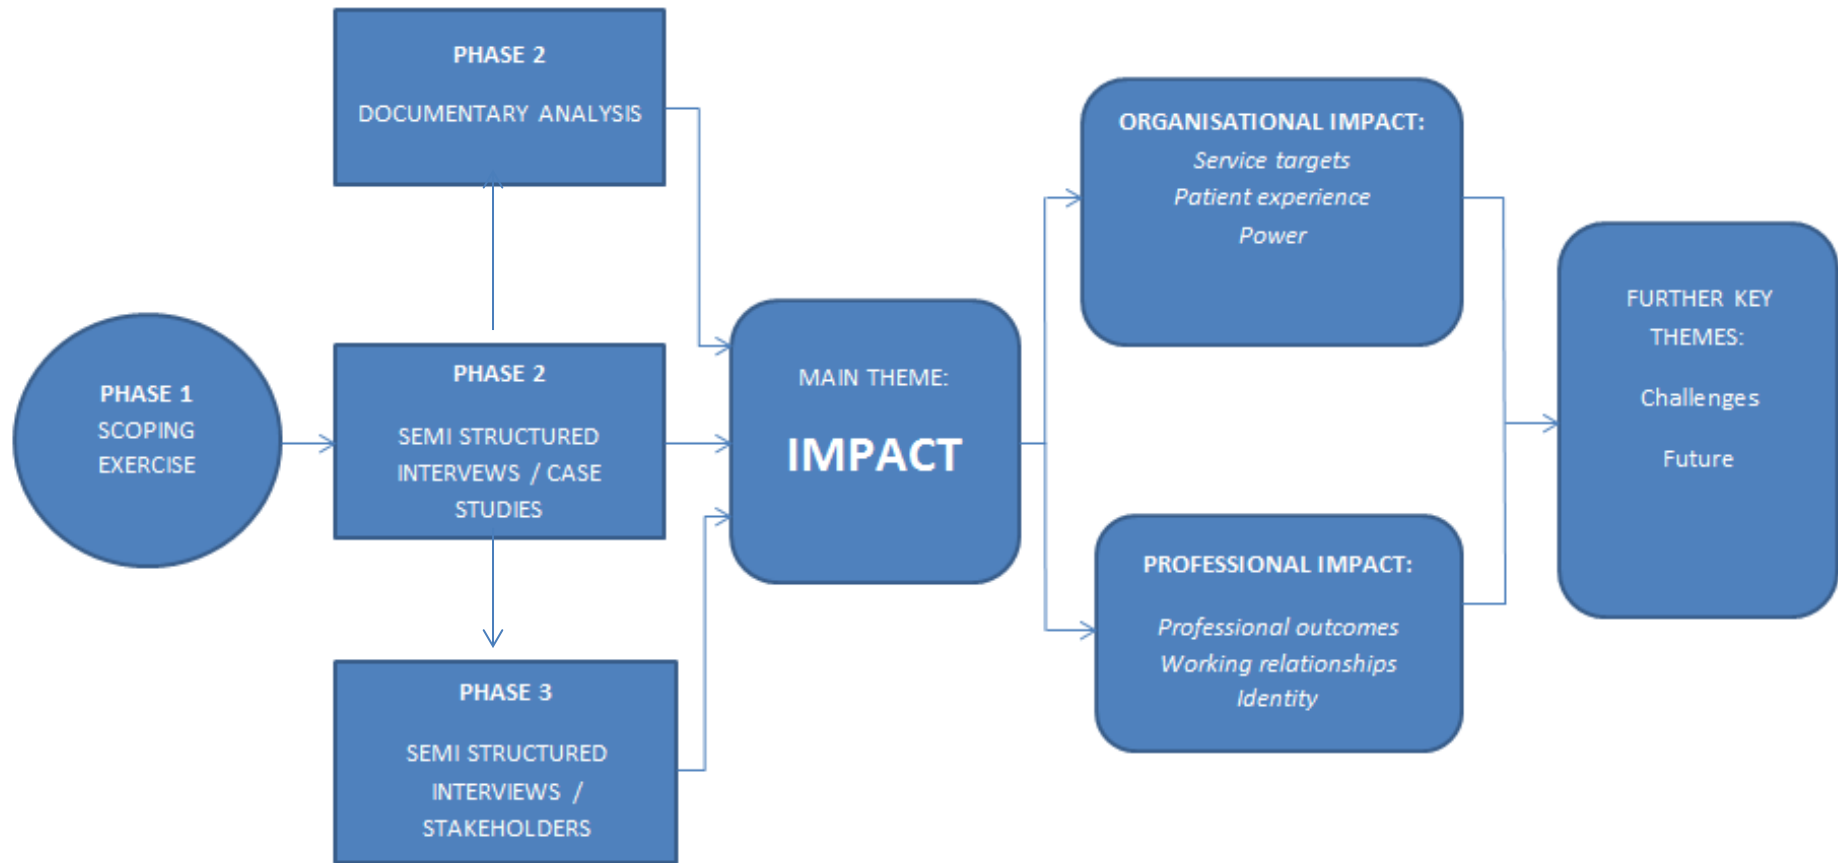 PHASE 1
SCOPING
EXERCISE
PHASE 2
DOCUMENTARY ANALYSIS
PHASE 2
SEMI STRUCTURED
INTERVIEWS / CASE
STUDIES
PHASE 3
SEMI STRUCTURED
INTERVIEWS /
STAKEHOLDERS
MAIN THEME:
IMPACT
ORGANISATIONAL IMPACT:
Service targets
Patient experience
Power
PROFESSIONAL IMPACT:
Professional outcomes
Working relationships
Identity
FURTHER KEY
THEMES:
Challenges
Future